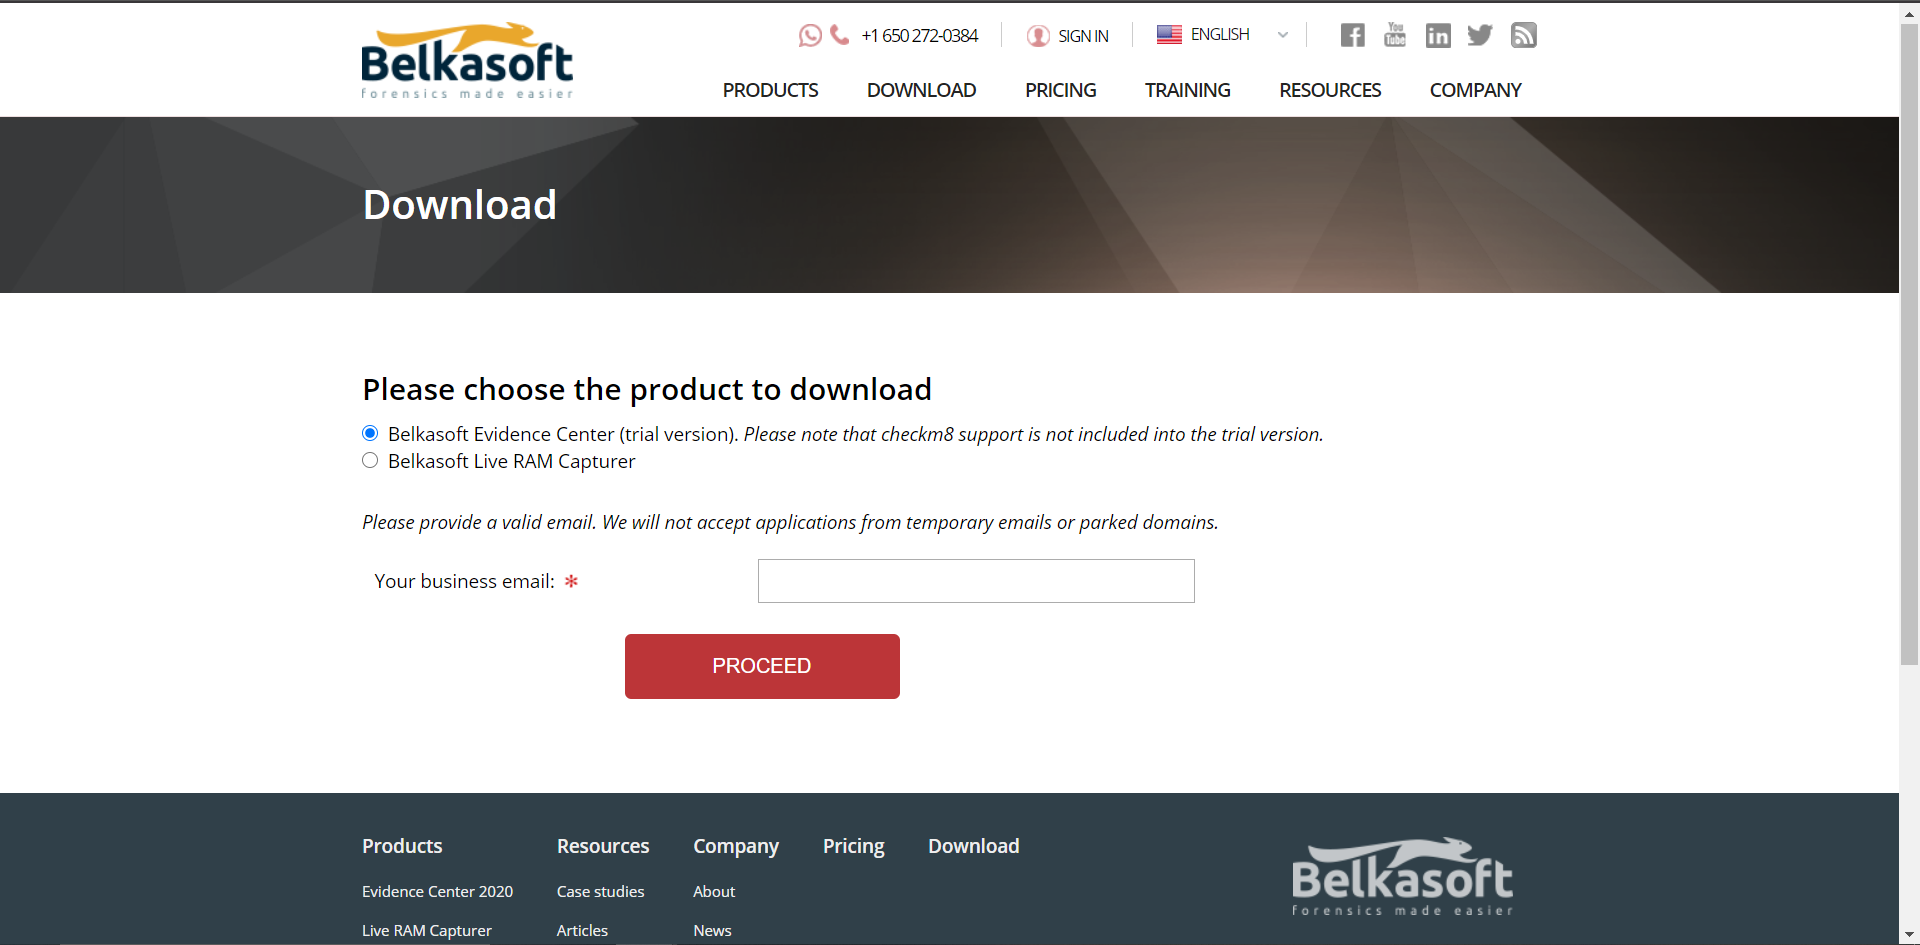 Belkasoft
forensics made easier
+1 650 272-0384
SIGN IN
ENGLISH
You
Tube
PRODUCTS
DOWNLOAD
PRICING
TRAINING
RESOURCES
COMPANY
Download
Please choose the product to download
Belkasoft Evidence Center (trial version). Please note that checkm8 support is not included into the trial version.
Belkasoft Live RAM Capturer
Please provide a valid email. We will not accept applications from temporary emails or parked domains.
Your business email: *
PROCEED
Products
Resources
Company
Pricing
Download
Evidence Center 2020
Case studies
About
Live RAM Capturer
Articles
News
Belkasoft
forensics made easier